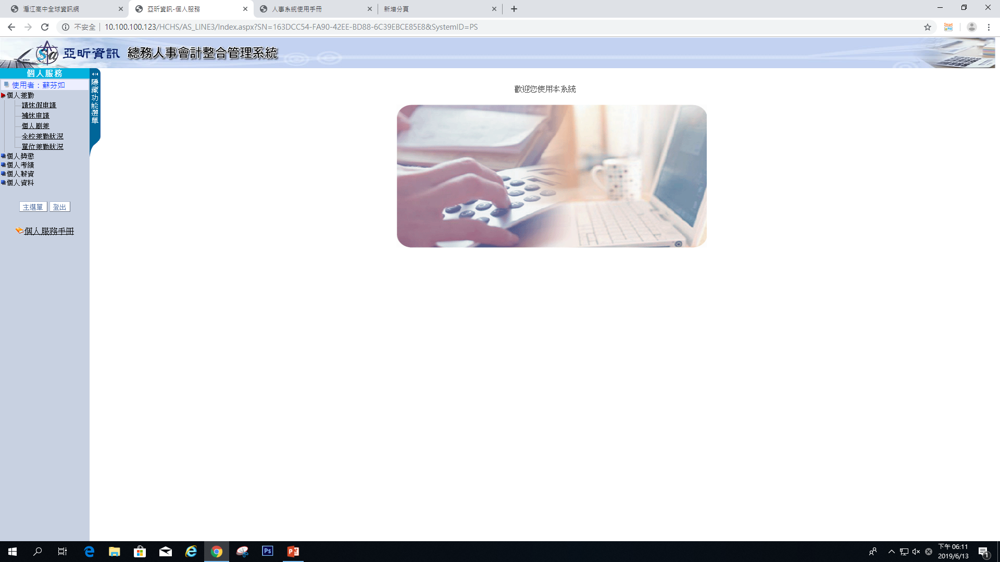 滬江高中全球資訊網
亞昕資訊-個人服務
人事系統使用手冊
新增分頁
不安全
10.100.100.123/HCHS/AS_LINE3/Index.aspx?SN=163DCC54-FA90-42EE-BD88-6C39EBCE85E8&SystemID=PS
亞昕資訊 總務人事會計整合管理系統
個人服務
使用者：蘇芬如
個人差勤
請休假申請
補休申請
個人刷差
全校差勤狀況
單位差勤狀況
個人獎懲
個人考績
個人薪資
個人資料
主選單 登出
個人服務手冊
隱藏功能選單
歡迎您使用本系統
下午 06:11
2019/6/13
1